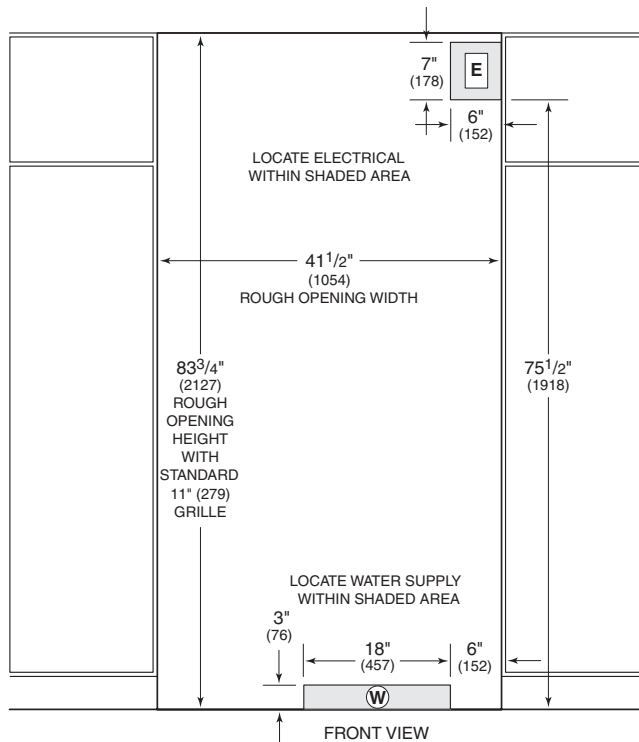 7"
(178)
E
6"
(152)
LOCATE ELECTRICAL
WITHIN SHADED AREA
41 1/2"
(1054)
ROUGH OPENING WIDTH
83 3/4"
(2127)
ROUGH
OPENING
HEIGHT
WITH
STANDARD
11" (279)
GRILLE
75 1/2"
(1918)
LOCATE WATER SUPPLY
WITHIN SHADED AREA
3"
(76)
18"
(457)
6"
(152)
W
FRONT VIEW